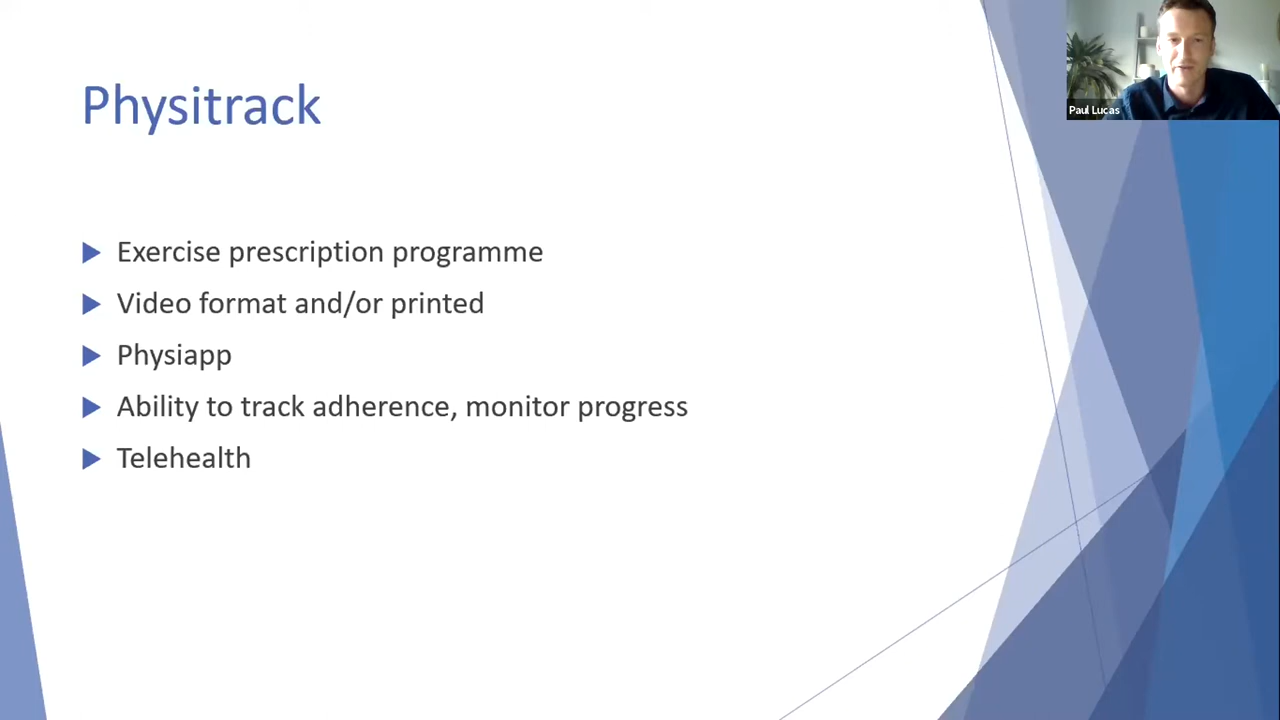 Physitrack
Paul Lucas
Exercise prescription programme
Video format and/or printed
Physiapp
Ability to track adherence, monitor progress
Telehealth